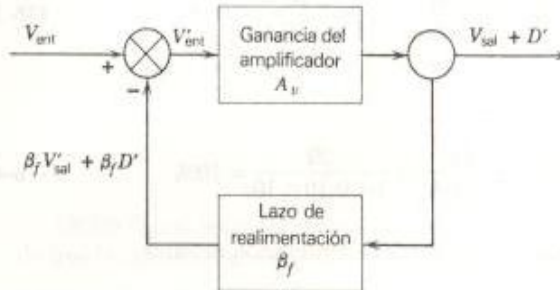 V_ent
+
−
V'_ent
Ganancia del
amplificador
A_v
V_sal + D'
β_f V'_sal + β_f D'
Lazo de
realimentación
β_f